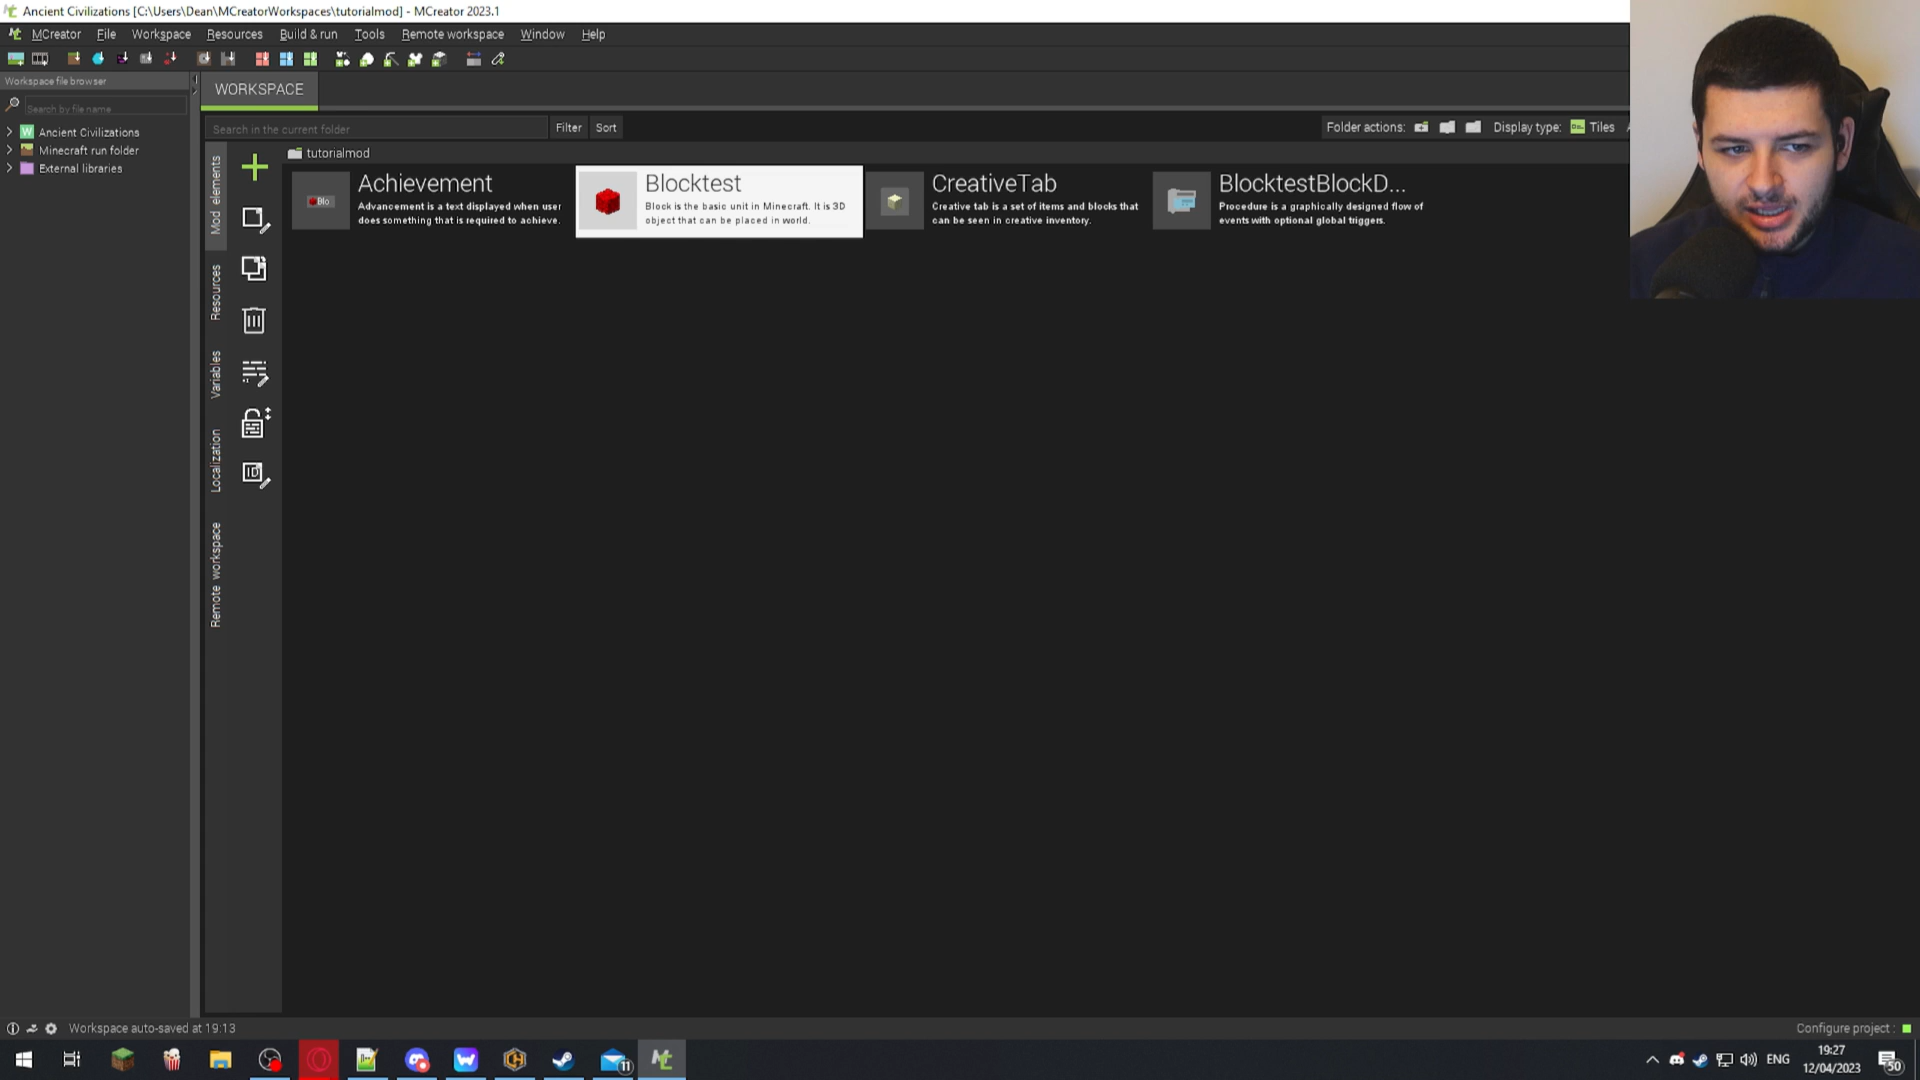 Ancient Civilizations [C:\Users\Dean\MCreatorWorkspaces\tutorialmod] - MCreator 2023.1
MCreator File Workspace Resources Build & run Tools Remote workspace Window Help
Workspace file browser
Search by file name
Ancient Civilizations
Minecraft run folder
External libraries
WORKSPACE
Search in the current folder Filter Sort Folder actions: Display type: Tiles
tutorialmod
Mod elements
Resources
Variables
Localization
Remote workspace
Blo
Achievement
Advancement is a text displayed when user
does something that is required to achieve.
Blocktest
Block is the basic unit in Minecraft. It is 3D
object that can be placed in world.
CreativeTab
Creative tab is a set of items and blocks that
can be seen in creative inventory.
BlocktestBlockD...
Procedure is a graphically designed flow of
events with optional global triggers.
ID
Workspace auto-saved at 19:13
Configure project :
11
ENG
19:27
12/04/2023
50